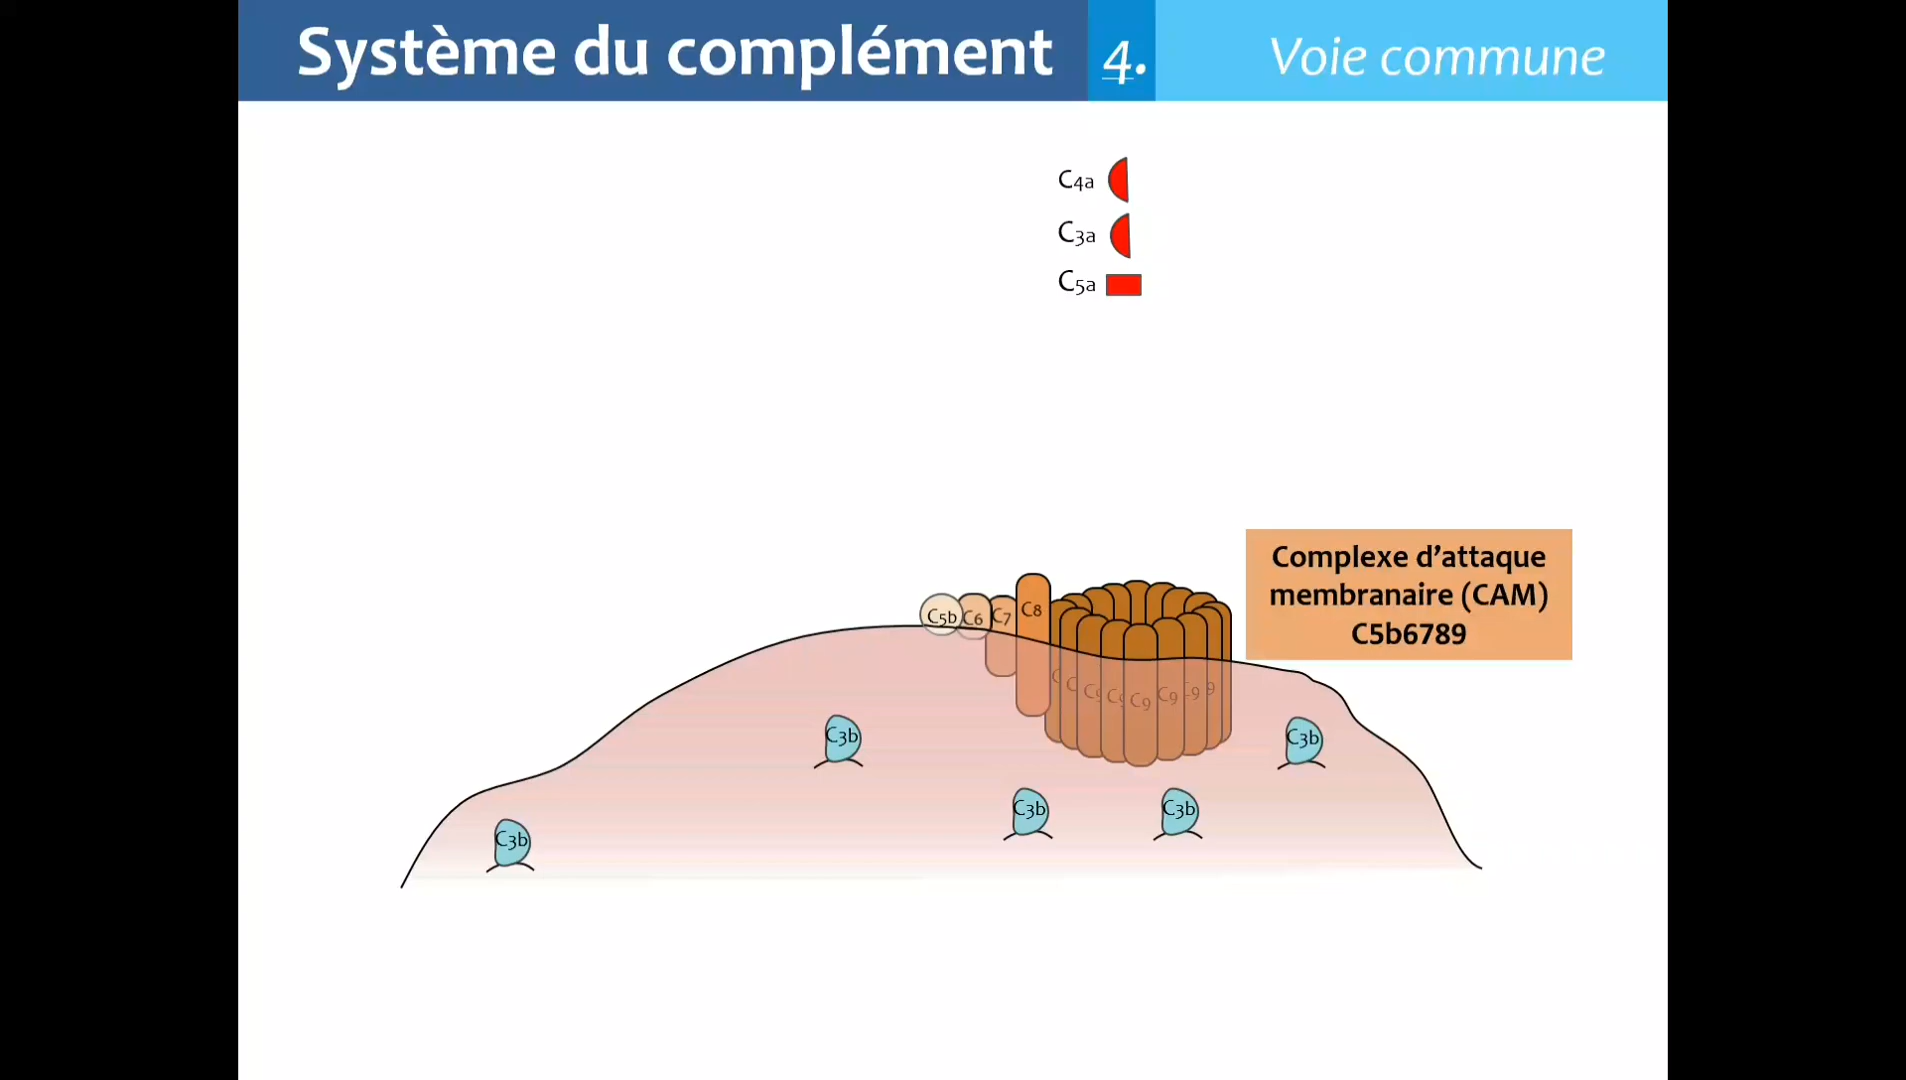 Système du complément 4. Voie commune
C4a
C3a
C5a
Complexe d’attaque
membranaire (CAM)
C5b6789
C5b C6 C7 C8
C9 C9 C9
C3b
C3b
C3b
C3b
C3b